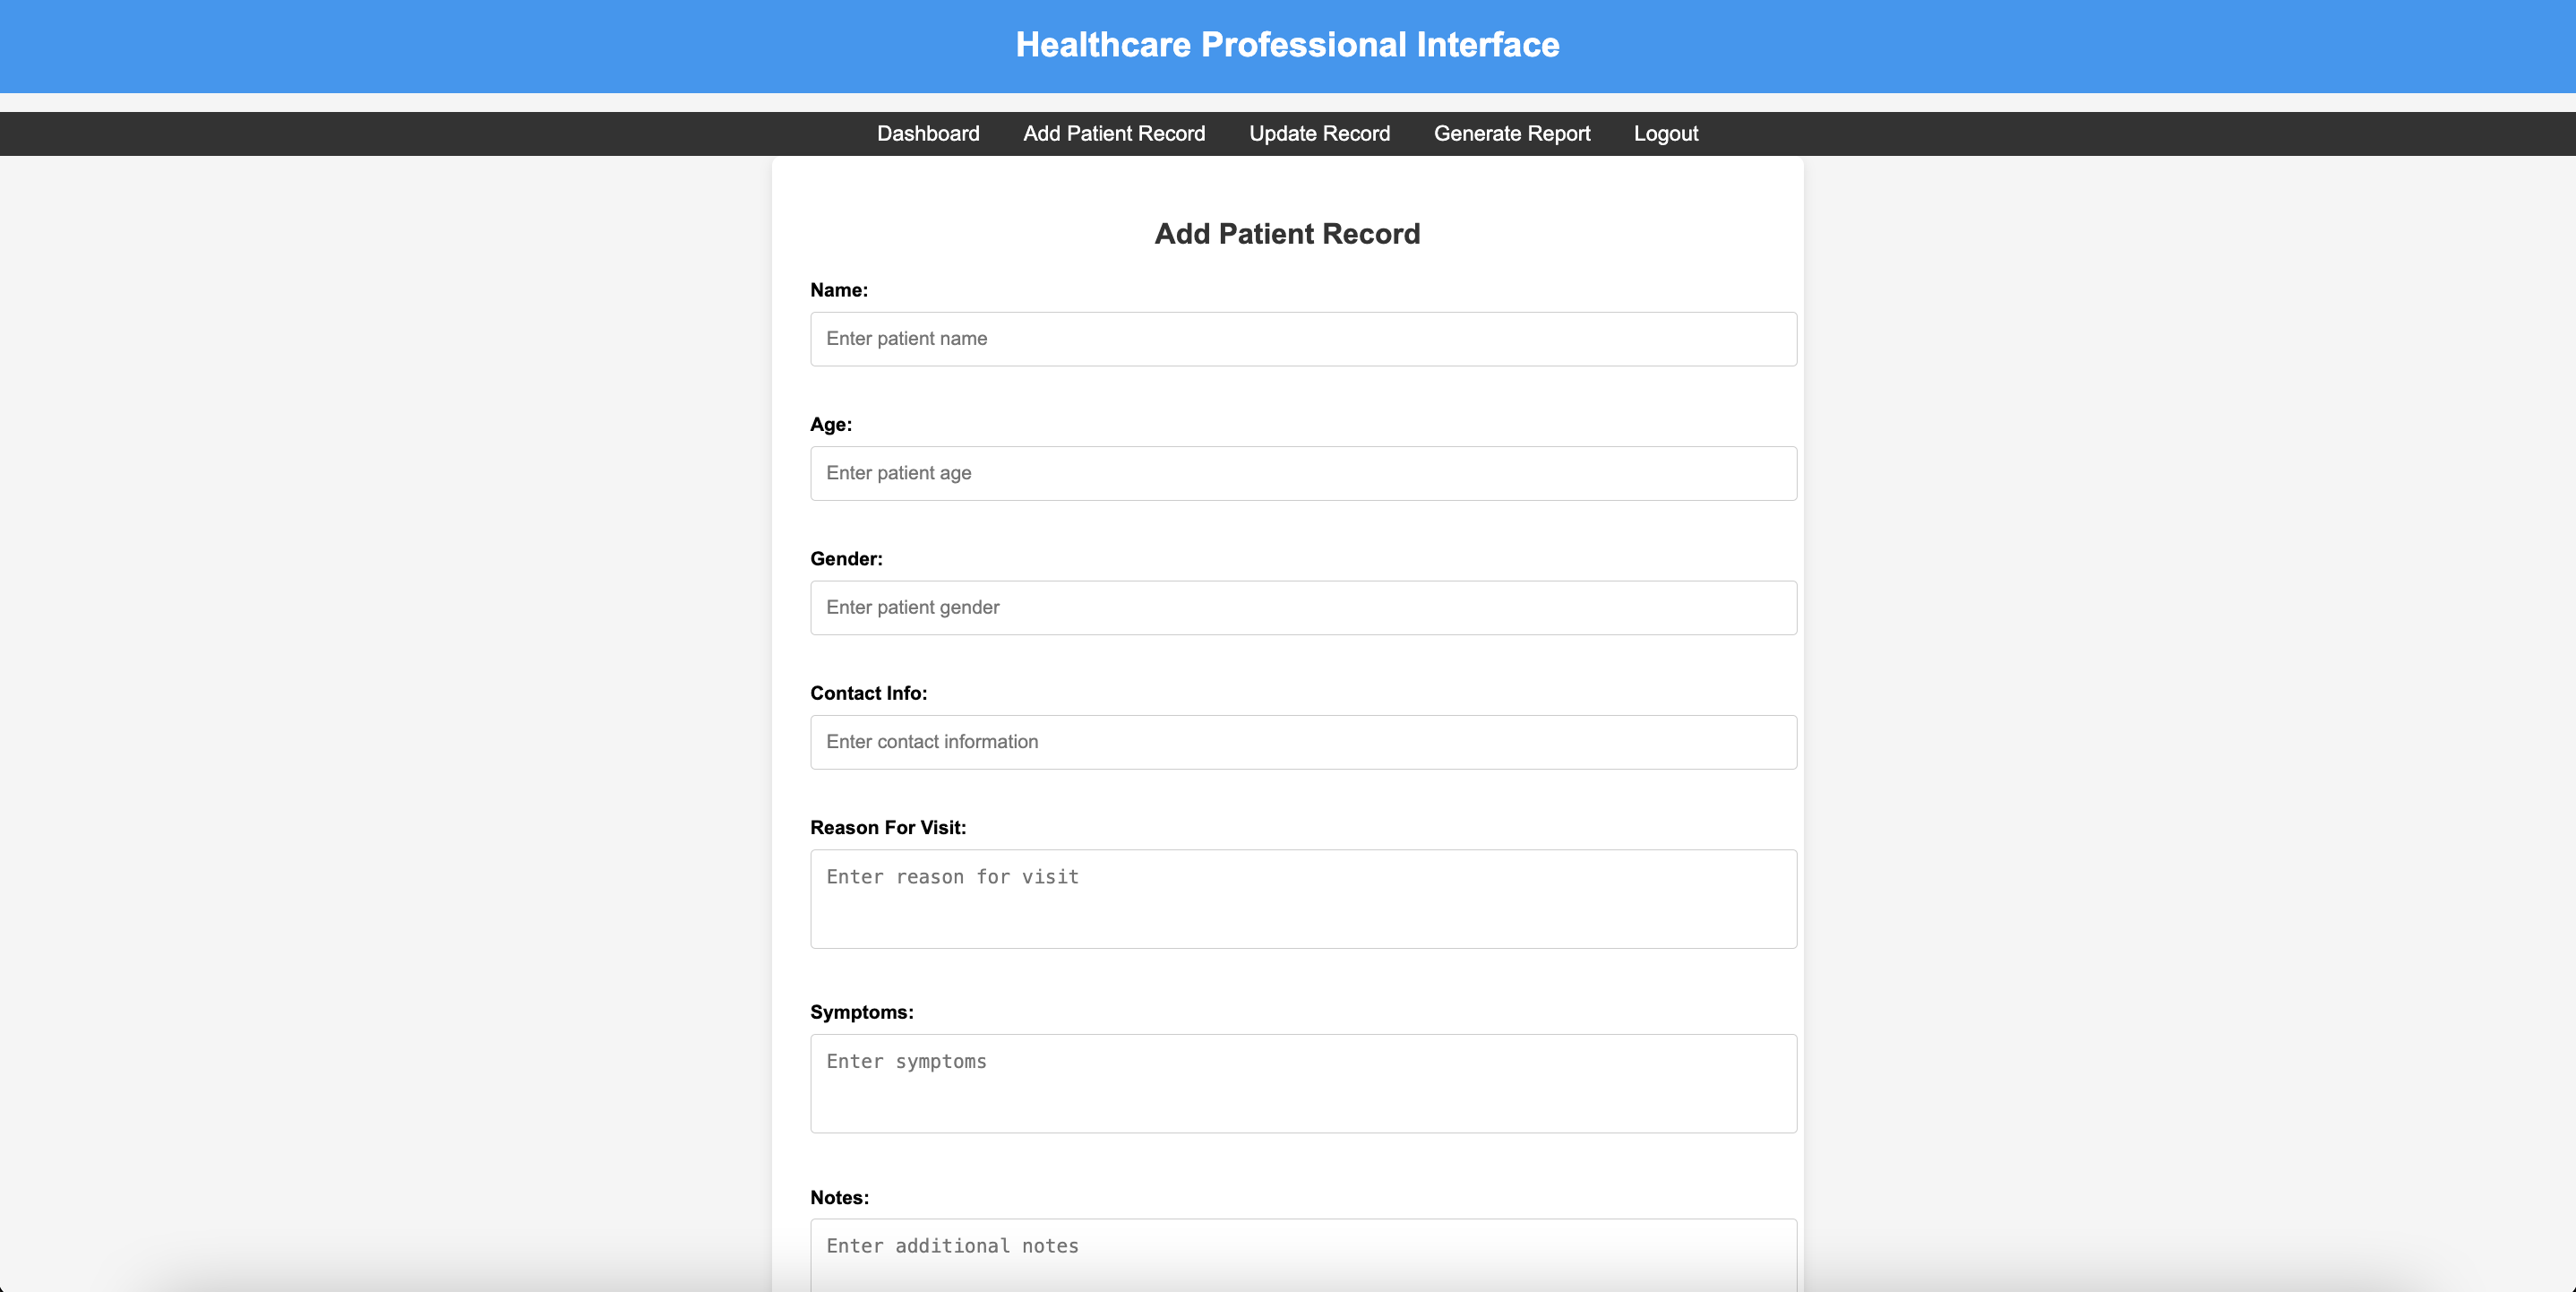 Healthcare Professional Interface
Dashboard Add Patient Record Update Record Generate Report Logout
Add Patient Record
Name:
Enter patient name
Age:
Enter patient age
Gender:
Enter patient gender
Contact Info:
Enter contact information
Reason For Visit:
Enter reason for visit
Symptoms:
Enter symptoms
Notes:
Enter additional notes